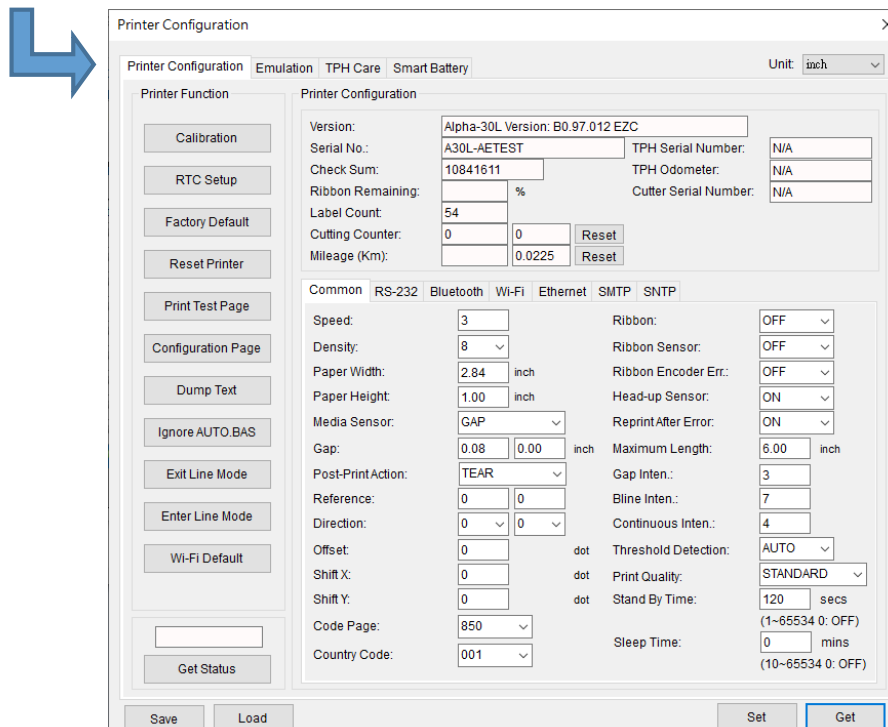 Printer Configuration
Printer Configuration Emulation TPH Care Smart Battery Unit: inch
Printer Function
Calibration
RTC Setup
Factory Default
Reset Printer
Print Test Page
Configuration Page
Dump Text
Ignore AUTO.BAS
Exit Line Mode
Enter Line Mode
Wi-Fi Default
Get Status
Printer Configuration
Version: Alpha-30L Version: B0.97.012 EZC
Serial No.: A30L-AETEST TPH Serial Number: N/A
Check Sum: 10841611 TPH Odometer: N/A
Ribbon Remaining: % Cutter Serial Number: N/A
Label Count: 54
Cutting Counter: 0 0 Reset
Mileage (Km): 0.0225 Reset
Common RS-232 Bluetooth Wi-Fi Ethernet SMTP SNTP
Speed: 3 Ribbon: OFF
Density: 8 Ribbon Sensor: OFF
Paper Width: 2.84 inch Ribbon Encoder Err.: OFF
Paper Height: 1.00 inch Head-up Sensor: ON
Media Sensor: GAP Reprint After Error: ON
Gap: 0.08 0.00 inch Maximum Length: 6.00 inch
Post-Print Action: TEAR Gap Inten.: 3
Reference: 0 0 Bline Inten.: 7
Direction: 0 0 Continuous Inten.: 4
Offset: 0 dot Threshold Detection: AUTO
Shift X: 0 dot Print Quality: STANDARD
Shift Y: 0 dot Stand By Time: 120 secs
Code Page: 850 (1~65534 0: OFF)
Country Code: 001 Sleep Time: 0 mins
(10~65534 0: OFF)
Save Load Set Get